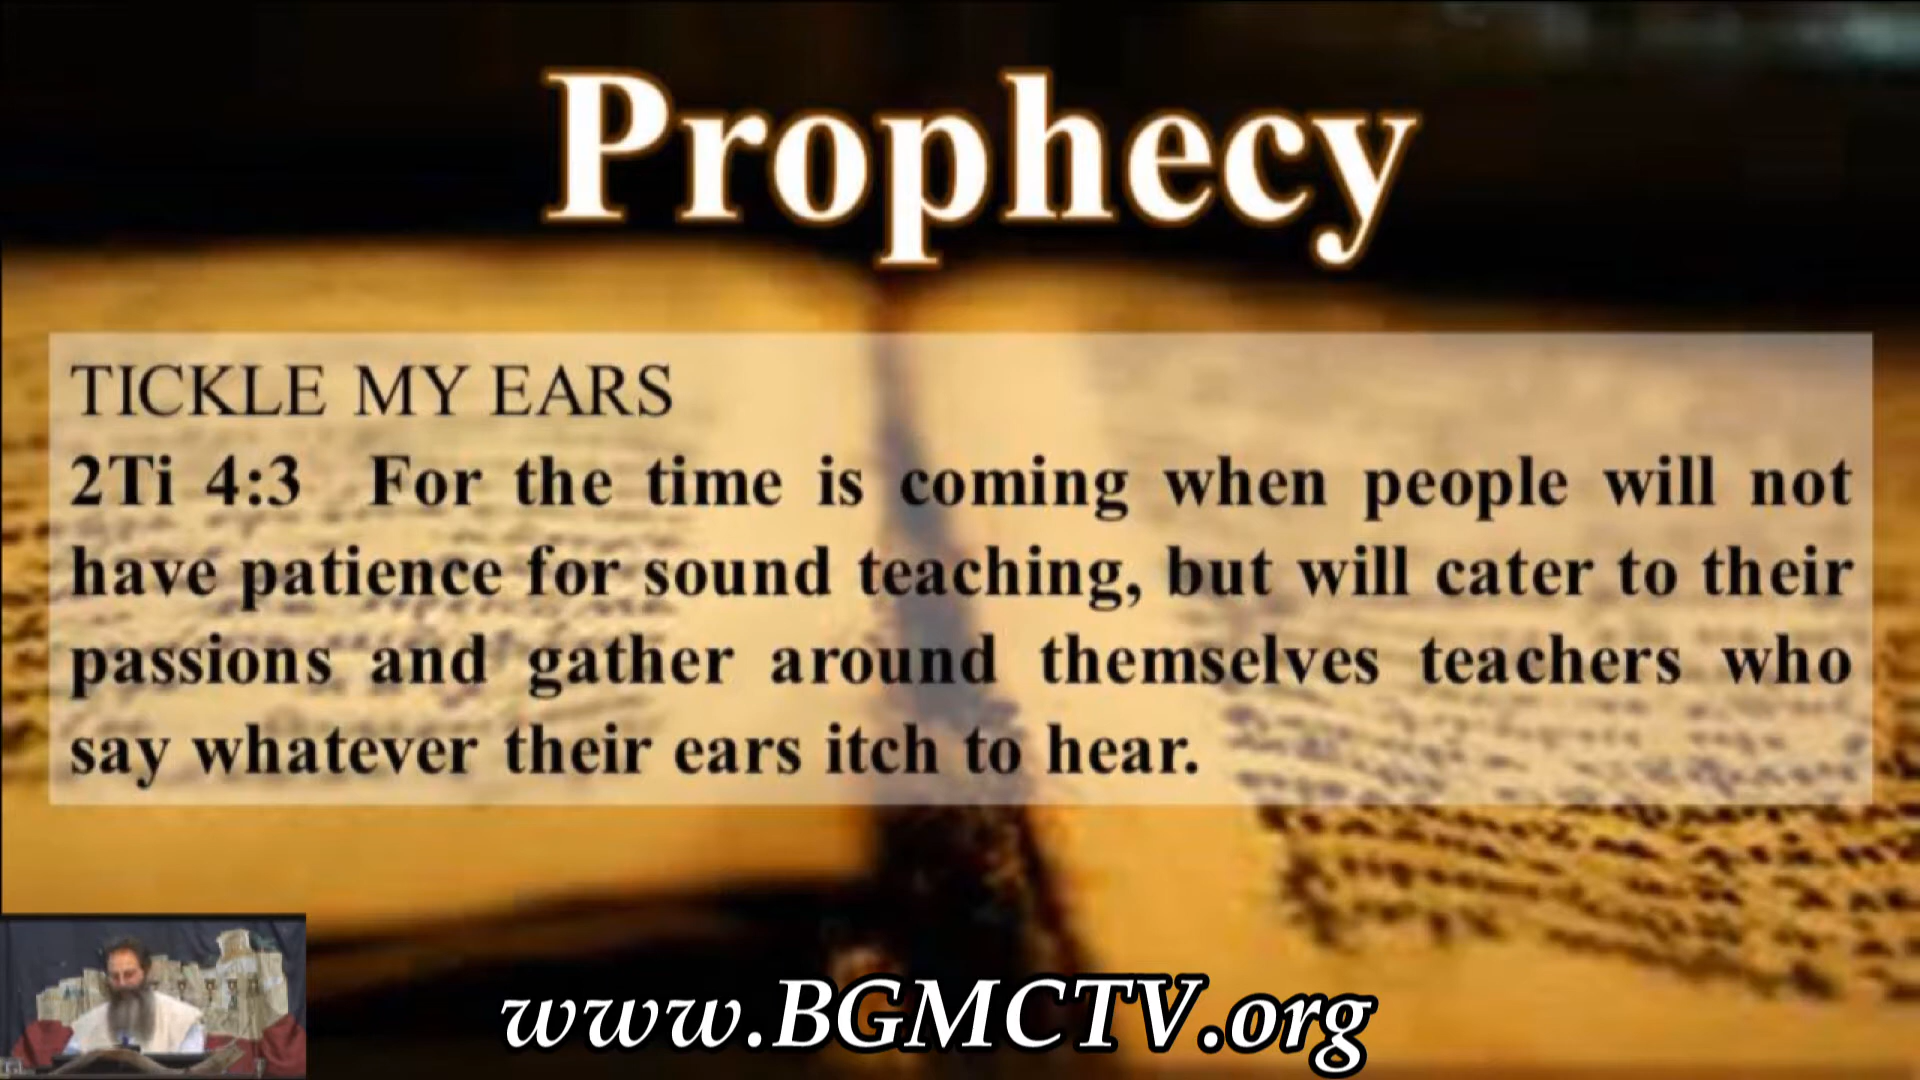 Prophecy
TICKLE MY EARS
2Ti 4:3 For the time is coming when people will not
have patience for sound teaching, but will cater to their
passions and gather around themselves teachers who
say whatever their ears itch to hear.
www.BGMCTV.org